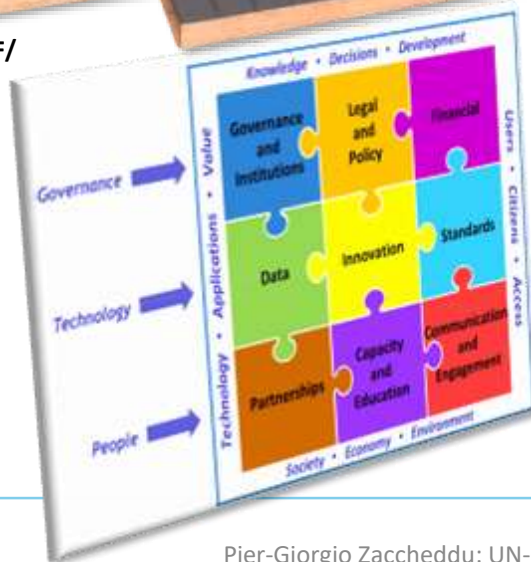 f/
Knowledge • Decisions • Development
Governance
Technology
People
Technology • Applications • Value
Governance
and
Institutions
Legal
and
Policy
Financial
Data
Innovation
Standards
Partnerships
Capacity
and
Education
Communication
and
Engagement
Users • Citizens • Access
Society • Economy • Environment
Pier-Giorgio Zaccheddu: UN-